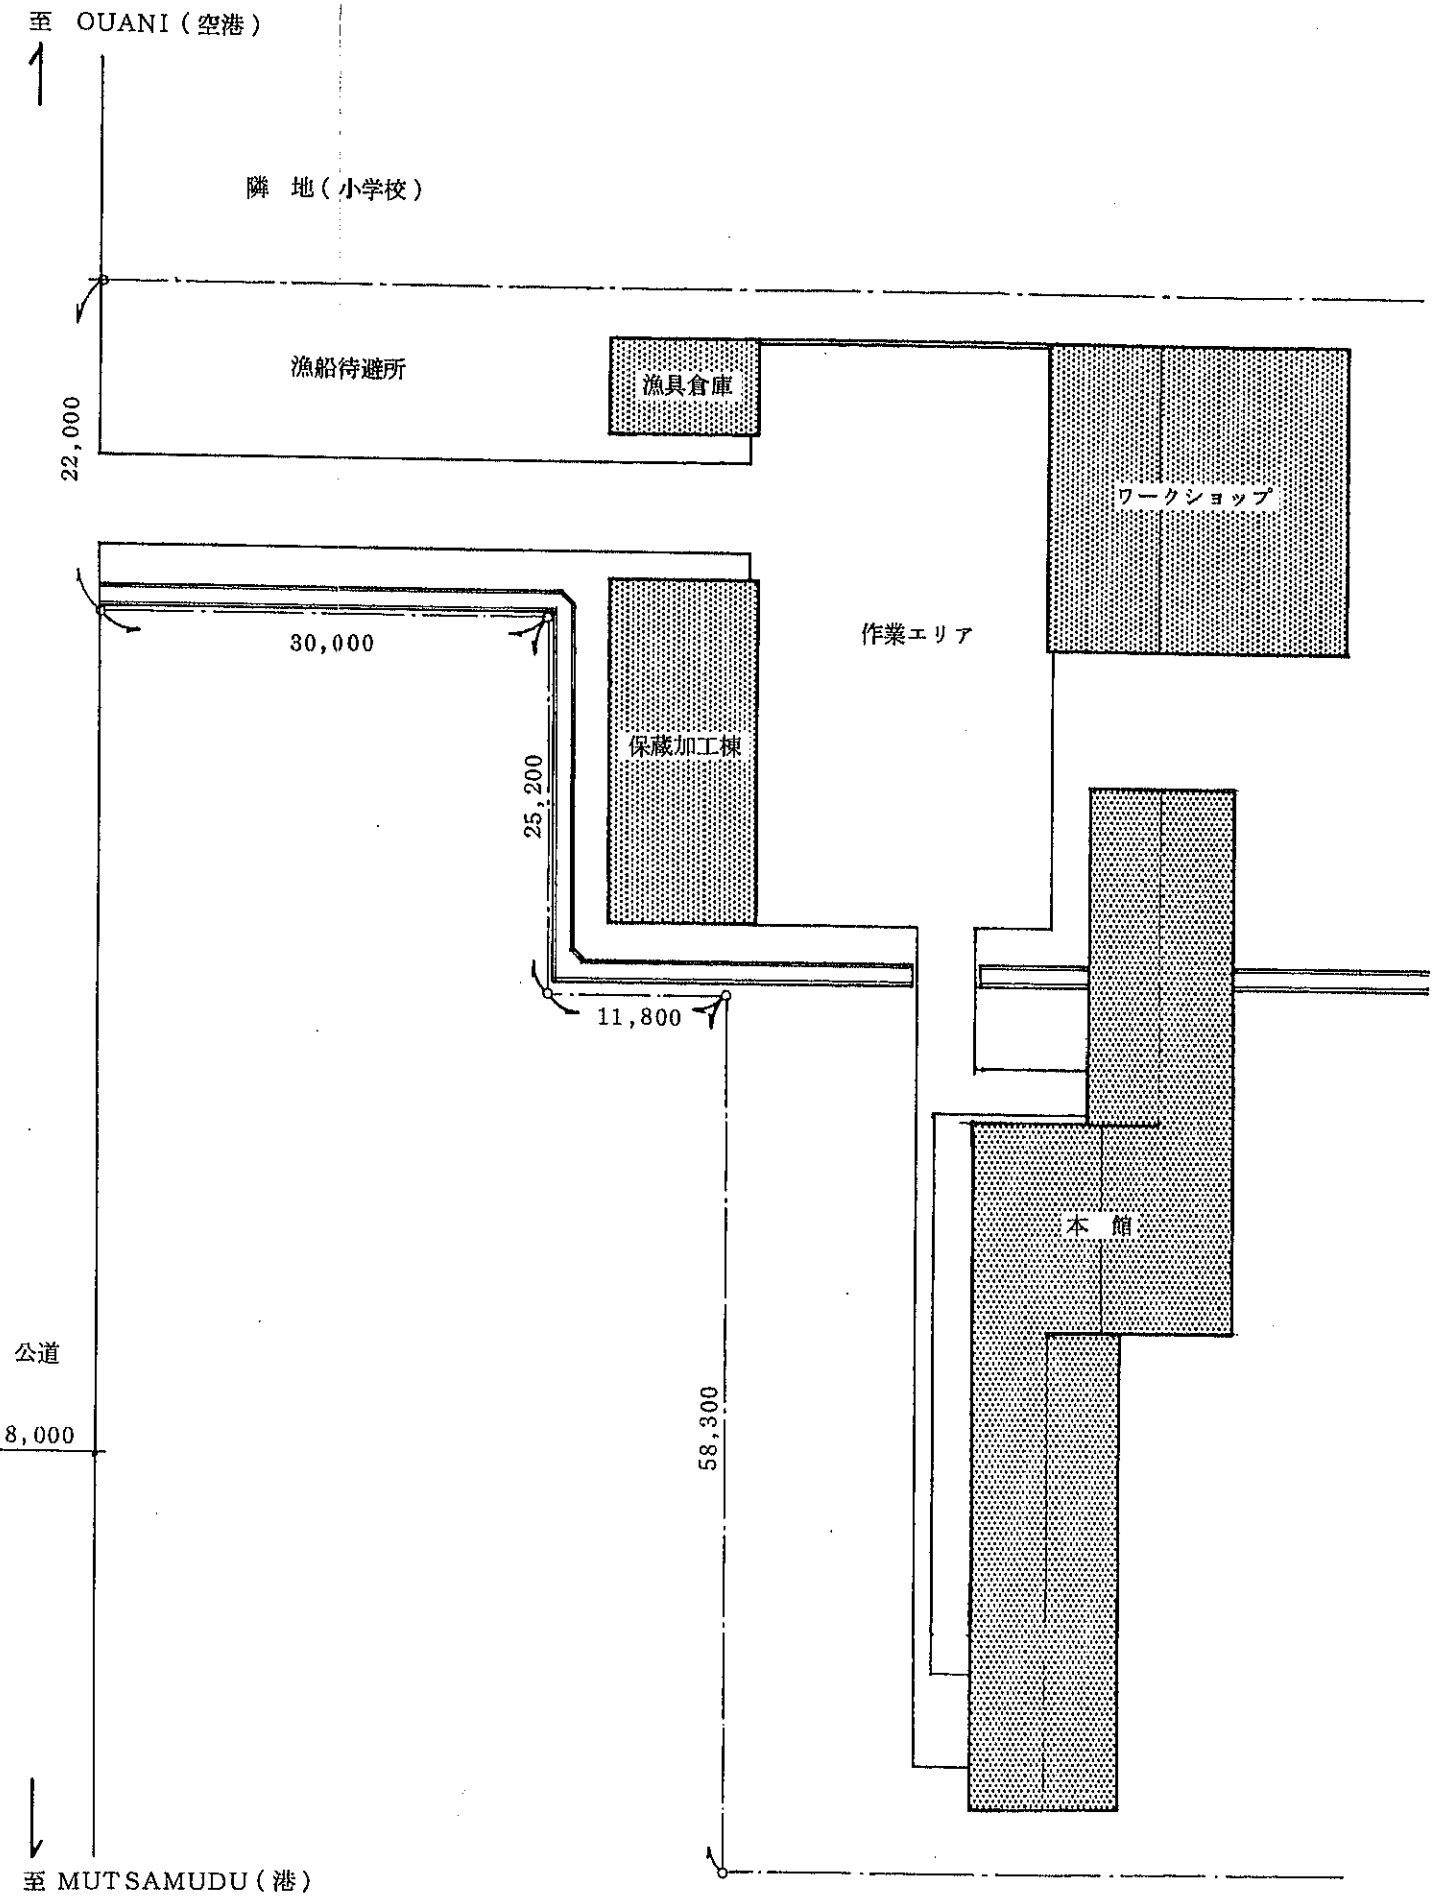 至 OUANI(空港)
隣 地(小学校)
漁船待避所
漁具倉庫
22,000
ワークショップ
30,000
作業エリア
保蔵加工棟
25,200
11,800
本 館
公道
58,300
8,000
至 MUTSAMUDU(港)